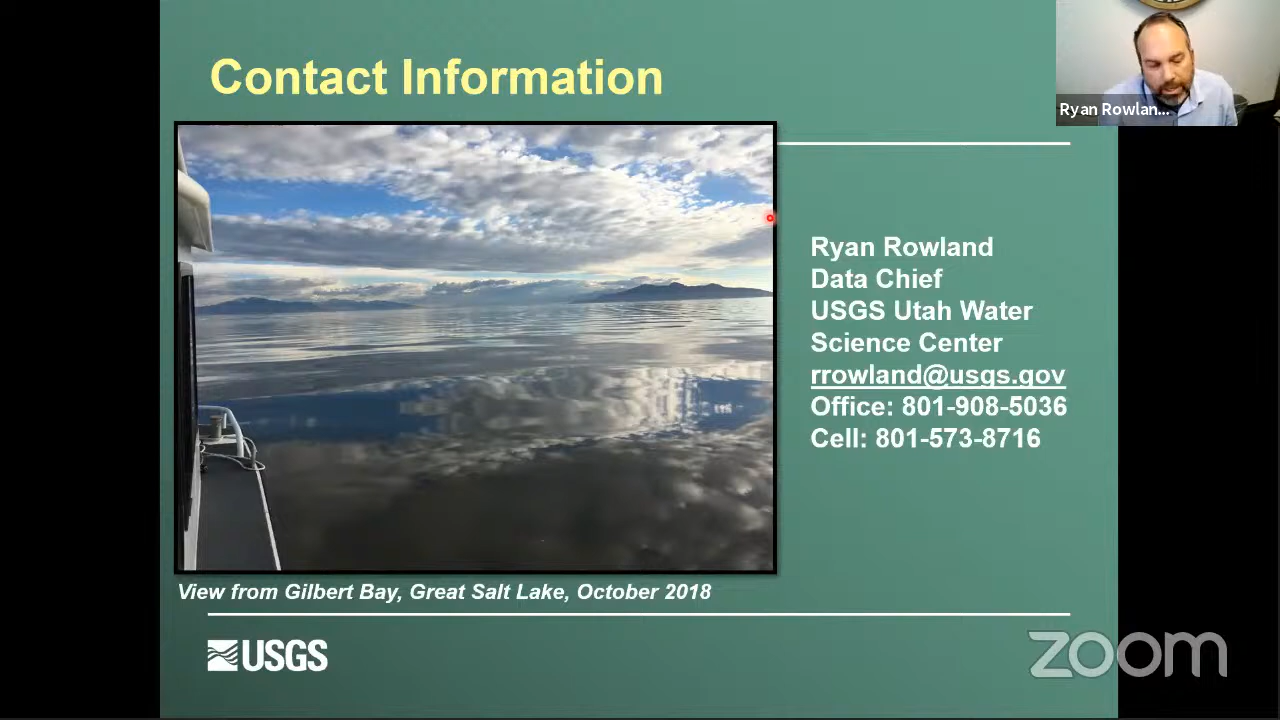 Contact Information
Ryan Rowlan...
Ryan Rowland
Data Chief
USGS Utah Water
Science Center
rrowland@usgs.gov
Office: 801-908-5036
Cell: 801-573-8716
View from Gilbert Bay, Great Salt Lake, October 2018
USGS
zoom